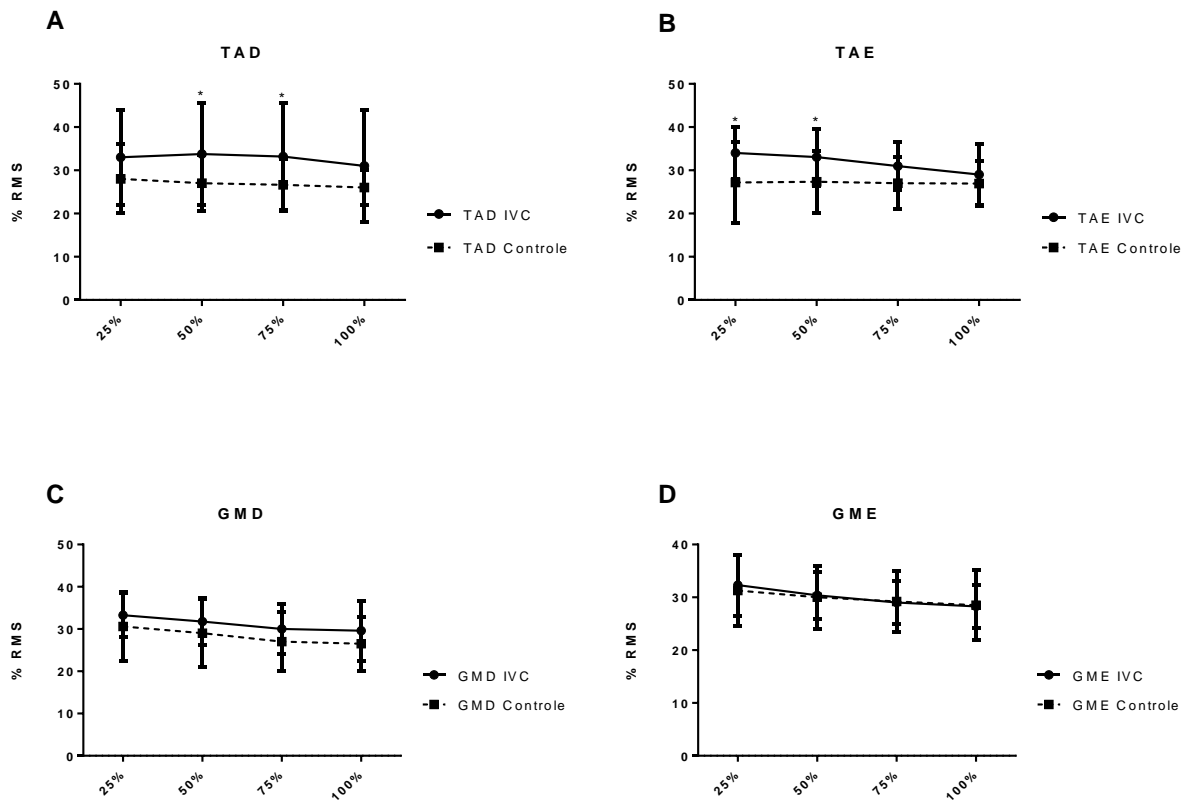 A
TAD
50
40
30
20
10
0
% RMS
25%
50%
75%
100%
*
*
TAD IVC
TAD Controle
B
TAE
50
40
30
20
10
0
% RMS
25%
50%
75%
100%
*
*
TAE IVC
TAE Controle
C
GMD
50
40
30
20
10
0
% RMS
25%
50%
75%
100%
GMD IVC
GMD Controle
D
GME
40
30
20
10
0
% RMS
25%
50%
75%
100%
GME IVC
GME Controle